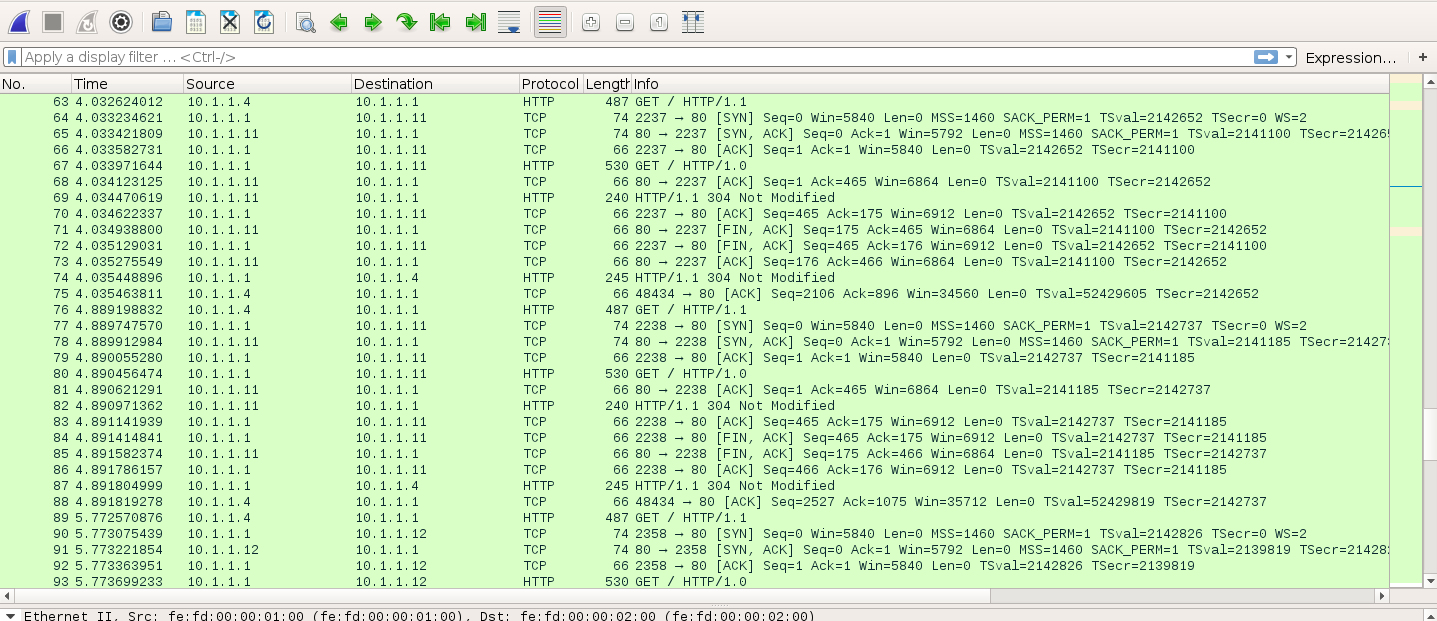 Apply a display filter ... <Ctrl-/> Expression... +
No. Time Source Destination Protocol Length Info
63 4.032624012 10.1.1.4 10.1.1.1 HTTP 487 GET / HTTP/1.1
64 4.033234621 10.1.1.1 10.1.1.11 TCP 74 2237 → 80 [SYN] Seq=0 Win=5840 Len=0 MSS=1460 SACK_PERM=1 TSval=2142652 TSecr=0 WS=2
65 4.033421809 10.1.1.11 10.1.1.1 TCP 74 80 → 2237 [SYN, ACK] Seq=0 Ack=1 Win=5792 Len=0 MSS=1460 SACK_PERM=1 TSval=2141100 TSecr=21426
66 4.033582731 10.1.1.1 10.1.1.11 TCP 66 2237 → 80 [ACK] Seq=1 Ack=1 Win=5840 Len=0 TSval=2142652 TSecr=2141100
67 4.033971644 10.1.1.1 10.1.1.11 HTTP 530 GET / HTTP/1.0
68 4.034123125 10.1.1.11 10.1.1.1 TCP 66 80 → 2237 [ACK] Seq=1 Ack=465 Win=6864 Len=0 TSval=2141100 TSecr=2142652
69 4.034470619 10.1.1.11 10.1.1.1 HTTP 240 HTTP/1.1 304 Not Modified
70 4.034622337 10.1.1.1 10.1.1.11 TCP 66 2237 → 80 [ACK] Seq=465 Ack=175 Win=6912 Len=0 TSval=2142652 TSecr=2141100
71 4.034938800 10.1.1.11 10.1.1.1 TCP 66 80 → 2237 [FIN, ACK] Seq=175 Ack=465 Win=6864 Len=0 TSval=2141100 TSecr=2142652
72 4.035129031 10.1.1.1 10.1.1.11 TCP 66 2237 → 80 [FIN, ACK] Seq=465 Ack=176 Win=6912 Len=0 TSval=2142652 TSecr=2141100
73 4.035275549 10.1.1.11 10.1.1.1 TCP 66 80 → 2237 [ACK] Seq=176 Ack=466 Win=6864 Len=0 TSval=2141100 TSecr=2142652
74 4.035448896 10.1.1.1 10.1.1.4 HTTP 245 HTTP/1.1 304 Not Modified
75 4.035463811 10.1.1.4 10.1.1.1 TCP 66 48434 → 80 [ACK] Seq=2106 Ack=896 Win=34560 Len=0 TSval=52429605 TSecr=2142652
76 4.889198832 10.1.1.4 10.1.1.1 HTTP 487 GET / HTTP/1.1
77 4.889747570 10.1.1.1 10.1.1.11 TCP 74 2238 → 80 [SYN] Seq=0 Win=5840 Len=0 MSS=1460 SACK_PERM=1 TSval=2142737 TSecr=0 WS=2
78 4.889912984 10.1.1.11 10.1.1.1 TCP 74 80 → 2238 [SYN, ACK] Seq=0 Ack=1 Win=5792 Len=0 MSS=1460 SACK_PERM=1 TSval=2141185 TSecr=21427
79 4.890055280 10.1.1.1 10.1.1.11 TCP 66 2238 → 80 [ACK] Seq=1 Ack=1 Win=5840 Len=0 TSval=2142737 TSecr=2141185
80 4.890456474 10.1.1.1 10.1.1.11 HTTP 530 GET / HTTP/1.0
81 4.890621291 10.1.1.11 10.1.1.1 TCP 66 80 → 2238 [ACK] Seq=1 Ack=465 Win=6864 Len=0 TSval=2141185 TSecr=2142737
82 4.890971362 10.1.1.11 10.1.1.1 HTTP 240 HTTP/1.1 304 Not Modified
83 4.891141939 10.1.1.1 10.1.1.11 TCP 66 2238 → 80 [ACK] Seq=465 Ack=175 Win=6912 Len=0 TSval=2142737 TSecr=2141185
84 4.891414841 10.1.1.1 10.1.1.11 TCP 66 2238 → 80 [FIN, ACK] Seq=465 Ack=175 Win=6912 Len=0 TSval=2142737 TSecr=2141185
85 4.891582374 10.1.1.11 10.1.1.1 TCP 66 80 → 2238 [FIN, ACK] Seq=175 Ack=466 Win=6864 Len=0 TSval=2141185 TSecr=2142737
86 4.891786157 10.1.1.1 10.1.1.11 TCP 66 2238 → 80 [ACK] Seq=466 Ack=176 Win=6912 Len=0 TSval=2142737 TSecr=2141185
87 4.891804999 10.1.1.1 10.1.1.4 HTTP 245 HTTP/1.1 304 Not Modified
88 4.891819278 10.1.1.4 10.1.1.1 TCP 66 48434 → 80 [ACK] Seq=2527 Ack=1075 Win=35712 Len=0 TSval=52429819 TSecr=2142737
89 5.772570876 10.1.1.4 10.1.1.1 HTTP 487 GET / HTTP/1.1
90 5.773075439 10.1.1.1 10.1.1.12 TCP 74 2358 → 80 [SYN] Seq=0 Win=5840 Len=0 MSS=1460 SACK_PERM=1 TSval=2142826 TSecr=0 WS=2
91 5.773221854 10.1.1.12 10.1.1.1 TCP 74 80 → 2358 [SYN, ACK] Seq=0 Ack=1 Win=5792 Len=0 MSS=1460 SACK_PERM=1 TSval=2139819 TSecr=21428
92 5.773363951 10.1.1.1 10.1.1.12 TCP 66 2358 → 80 [ACK] Seq=1 Ack=1 Win=5840 Len=0 TSval=2142826 TSecr=2139819
93 5.773699233 10.1.1.1 10.1.1.12 HTTP 530 GET / HTTP/1.0
Ethernet II, Src: fe:fd:00:00:01:00 (fe:fd:00:00:01:00), Dst: fe:fd:00:00:02:00 (fe:fd:00:00:02:00)